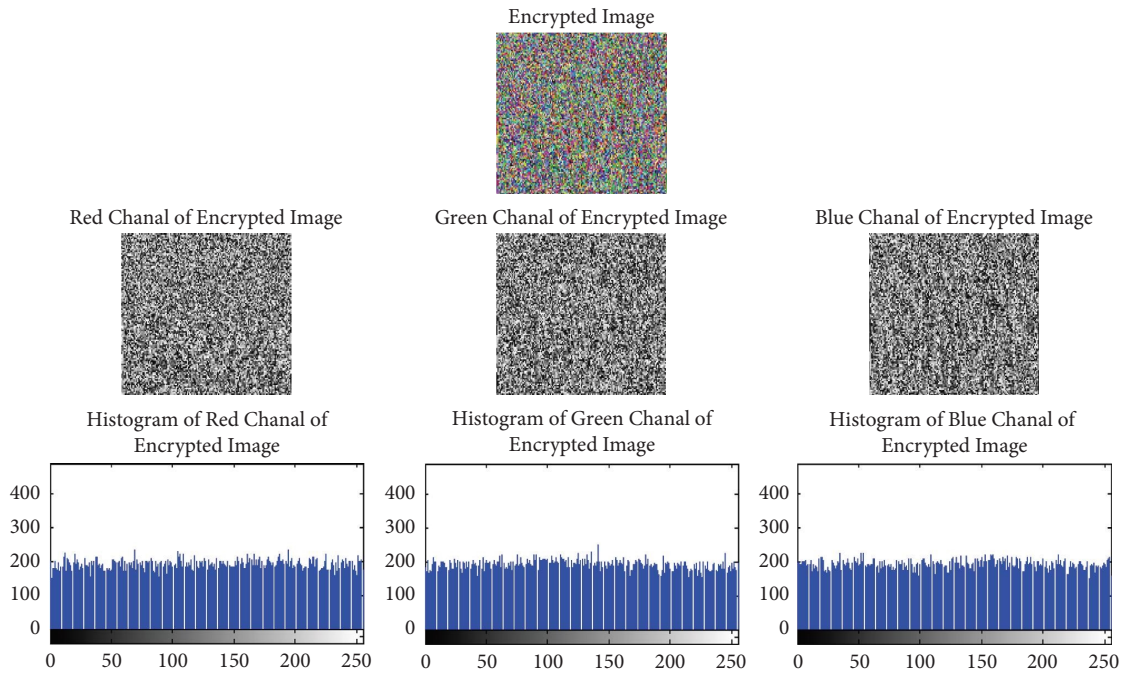 Encrypted Image
Red Chanal of Encrypted Image
Green Chanal of Encrypted Image
Blue Chanal of Encrypted Image
Histogram of Red Chanal of
Encrypted Image
Histogram of Green Chanal of
Encrypted Image
Histogram of Blue Chanal of
Encrypted Image
400
300
200
100
0
0 50 100 150 200 250
400
300
200
100
0
0 50 100 150 200 250
400
300
200
100
0
0 50 100 150 200 250